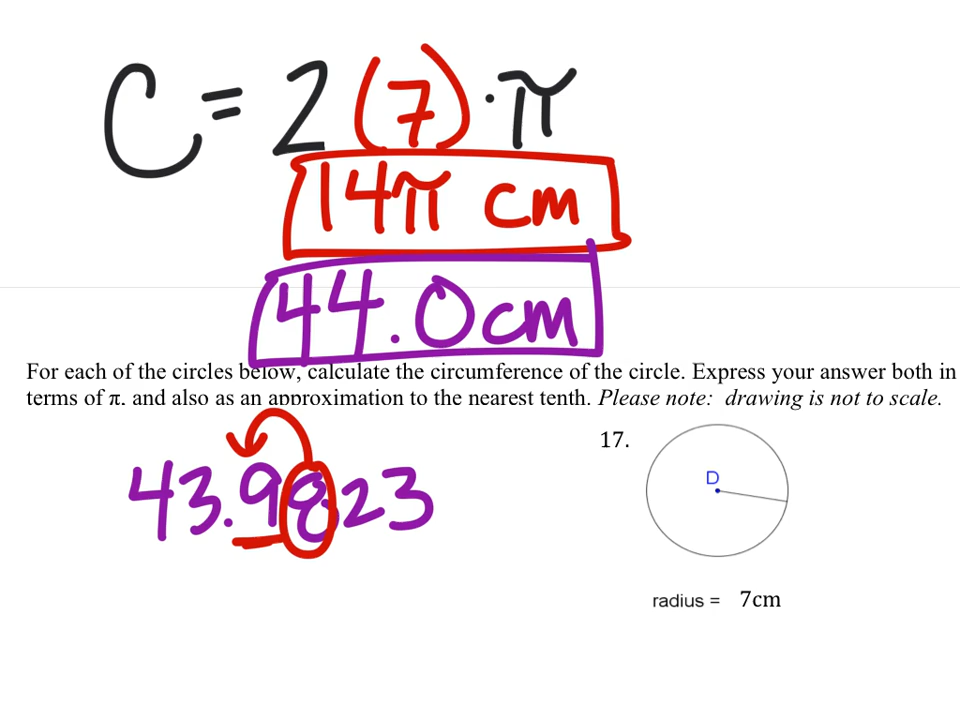 C = 2(7)·π
14π cm
44.0cm
For each of the circles below, calculate the circumference of the circle. Express your answer both in
terms of π, and also as an approximation to the nearest tenth. Please note: drawing is not to scale.
43.9823
17.
D
radius = 7cm